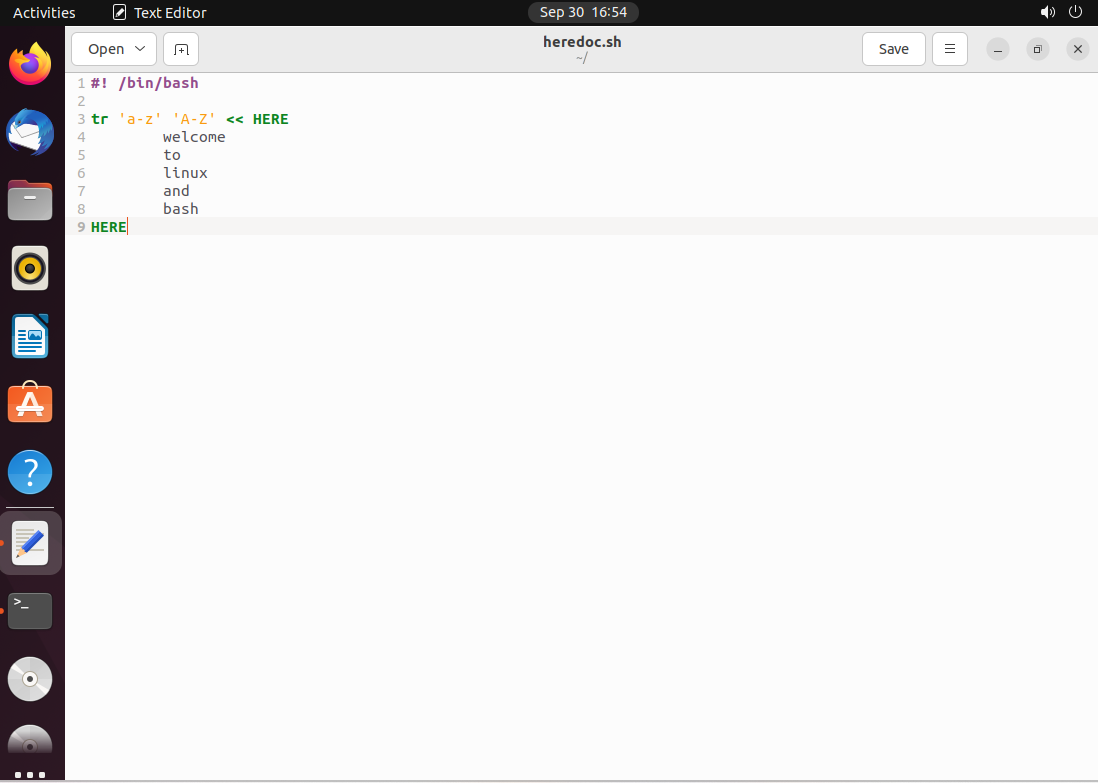 Activities Text Editor Sep 30 16:54
Open heredoc.sh Save
~/
1 #! /bin/bash
2
3 tr 'a-z' 'A-Z' << HERE
4         welcome
5         to
6         linux
7         and
8         bash
9 HERE